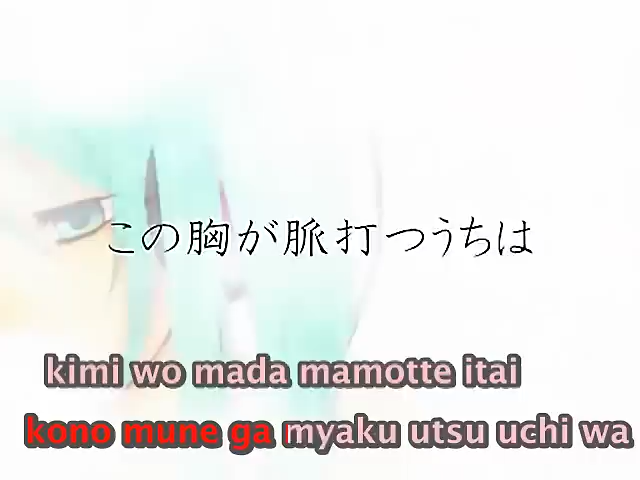 この胸が脈打つうちは
kimi wo mada mamotte itai
kono mune ga myaku utsu uchi wa